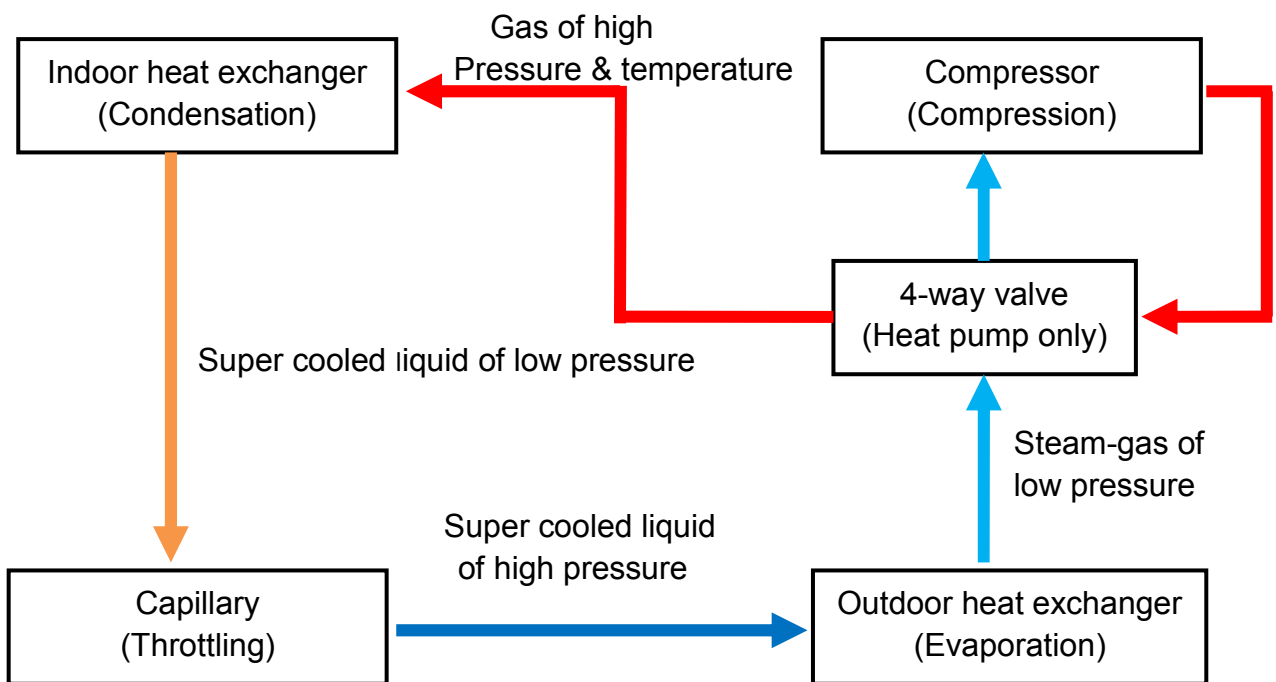 Gas of high
Pressure & temperature
Indoor heat exchanger
(Condensation)
Compressor
(Compression)
4-way valve
(Heat pump only)
Super cooled liquid of low pressure
Steam-gas of
low pressure
Super cooled liquid
of high pressure
Capillary
(Throttling)
Outdoor heat exchanger
(Evaporation)